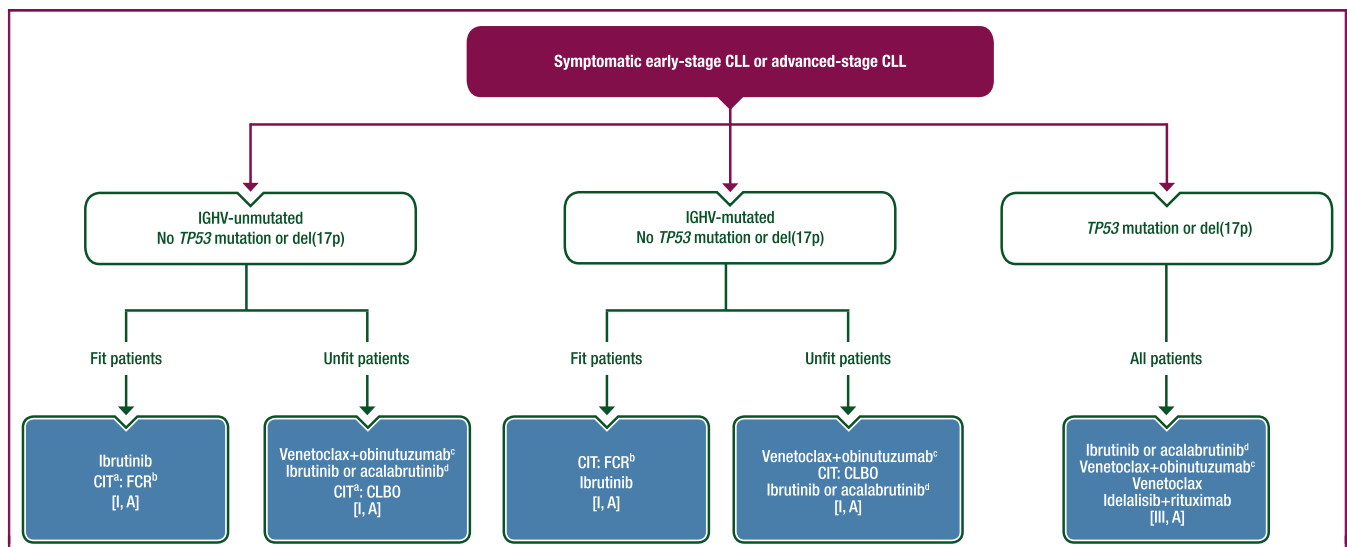 Symptomatic early-stage CLL or advanced-stage CLL
IGHV-unmutated
No TP53 mutation or del(17p)
IGHV-mutated
No TP53 mutation or del(17p)
TP53 mutation or del(17p)
Fit patients
Unfit patients
Fit patients
Unfit patients
All patients
Ibrutinib
CITa: FCRb
[I, A]
Venetoclax+obinutuzumabc
Ibrutinib or acalabrutinibd
CITa: CLBO
[I, A]
CIT: FCRb
Ibrutinib
[I, A]
Venetoclax+obinutuzumabc
CIT: CLBO
Ibrutinib or acalabrutinibd
[I, A]
Ibrutinib or acalabrutinibd
Venetoclax+obinutuzumabc
Venetoclax
Idelalisib+rituximab
[III, A]